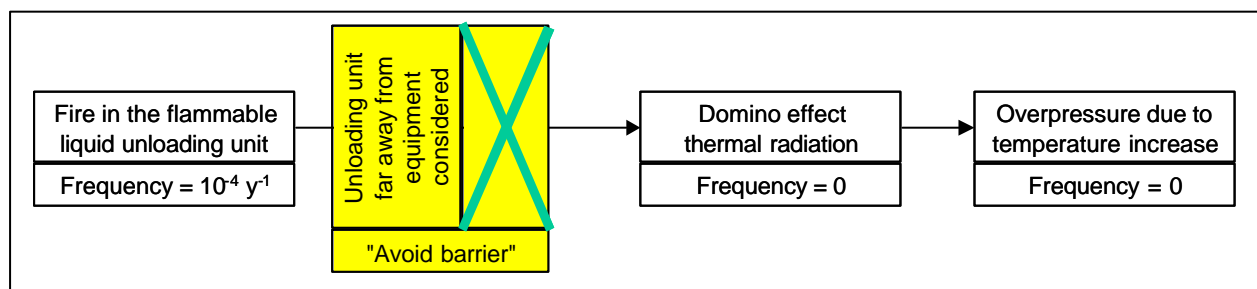 Fire in the flammable
liquid unloading unit
Frequency = 10⁻⁴ y⁻¹
Unloading unit
far away from
equipment
considered
"Avoid barrier"
Domino effect
thermal radiation
Frequency = 0
Overpressure due to
temperature increase
Frequency = 0